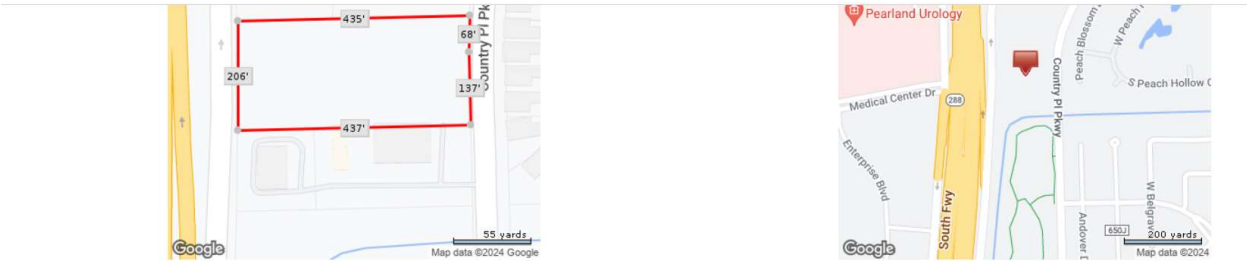 435'
68'
Country Pl Pk
206'
137'
437'
55 yards
Google
Map data ©2024 Google
Pearland Urology
Peach Blossom
W Peach H
Country Pl Pkwy
S Peach Hollow C
Medical Center Dr
288
Enterprise Blvd
South Fwy
W Belgrav
Andover
650J
200 yards
Google
Map data ©2024 Google